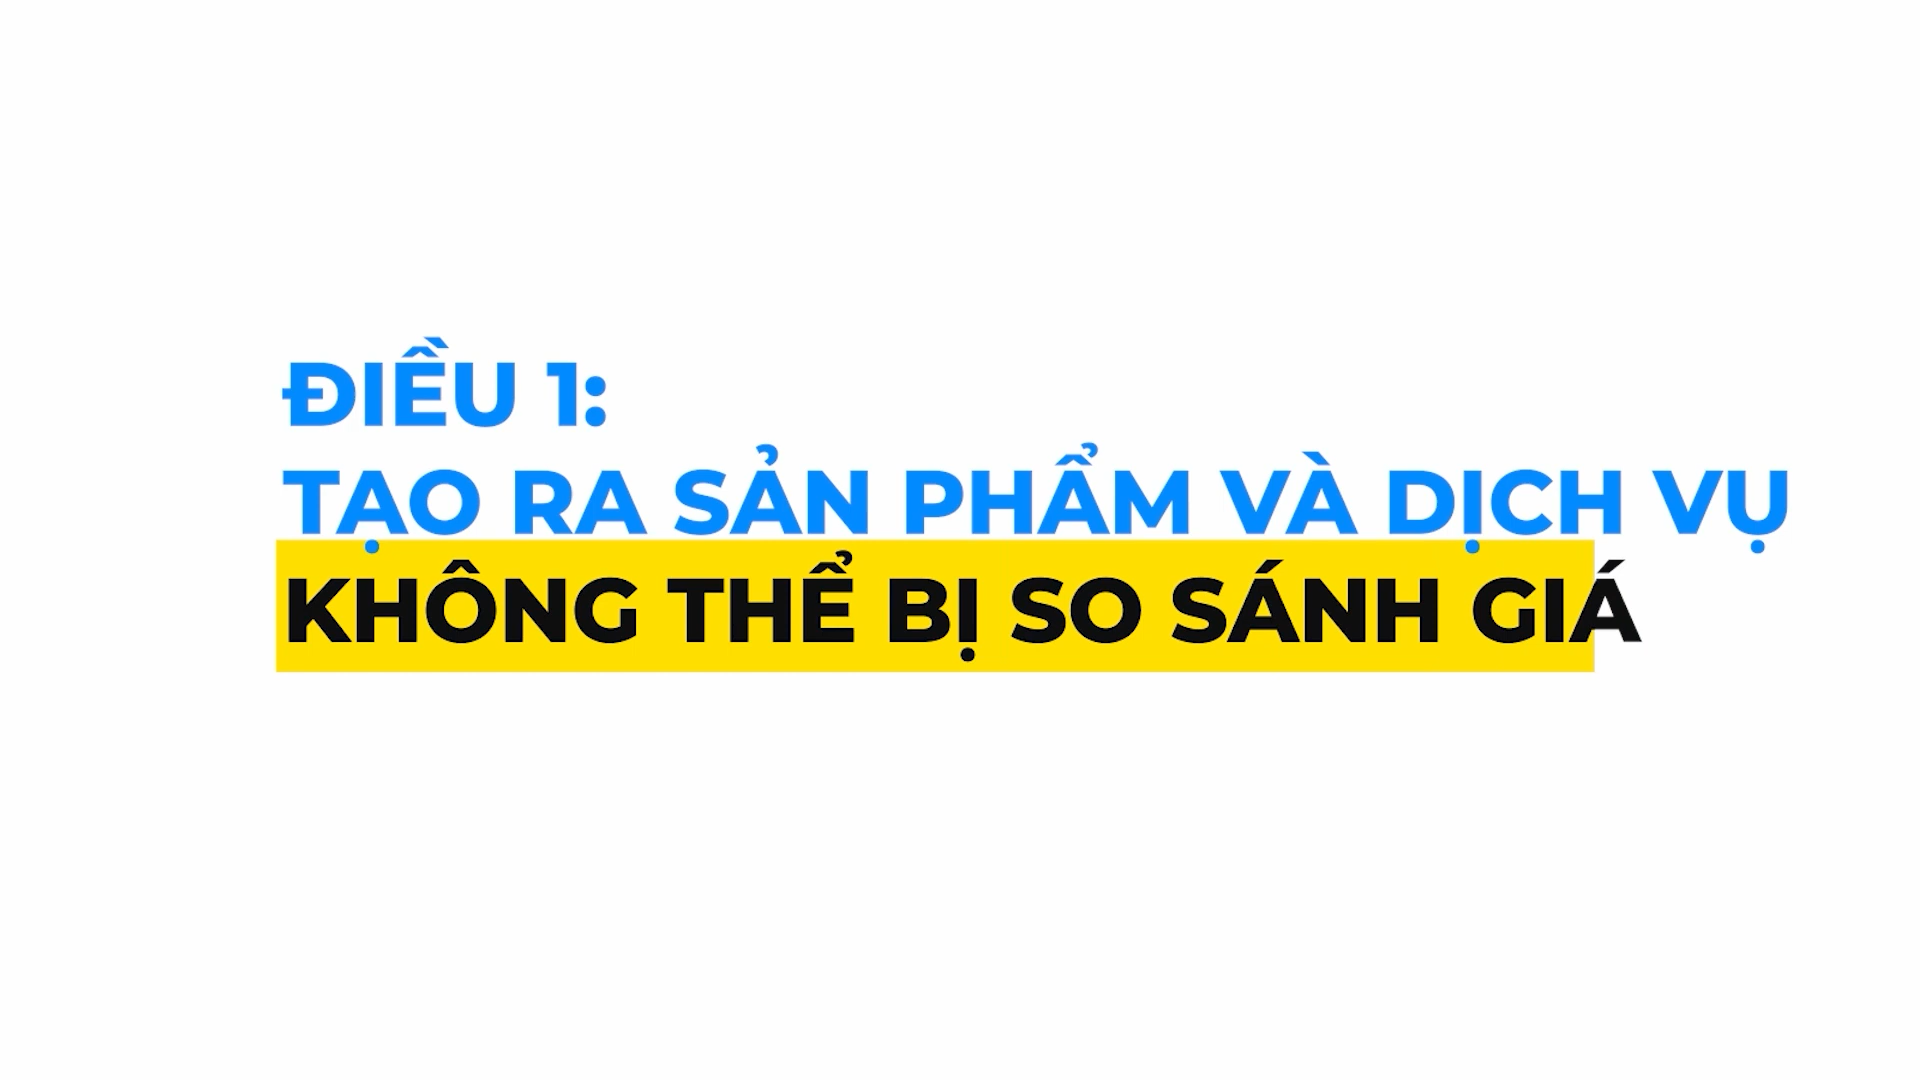 ĐIỀU 1:
TẠO RA SẢN PHẨM VÀ DỊCH VỤ
KHÔNG THỂ BỊ SO SÁNH GIÁ